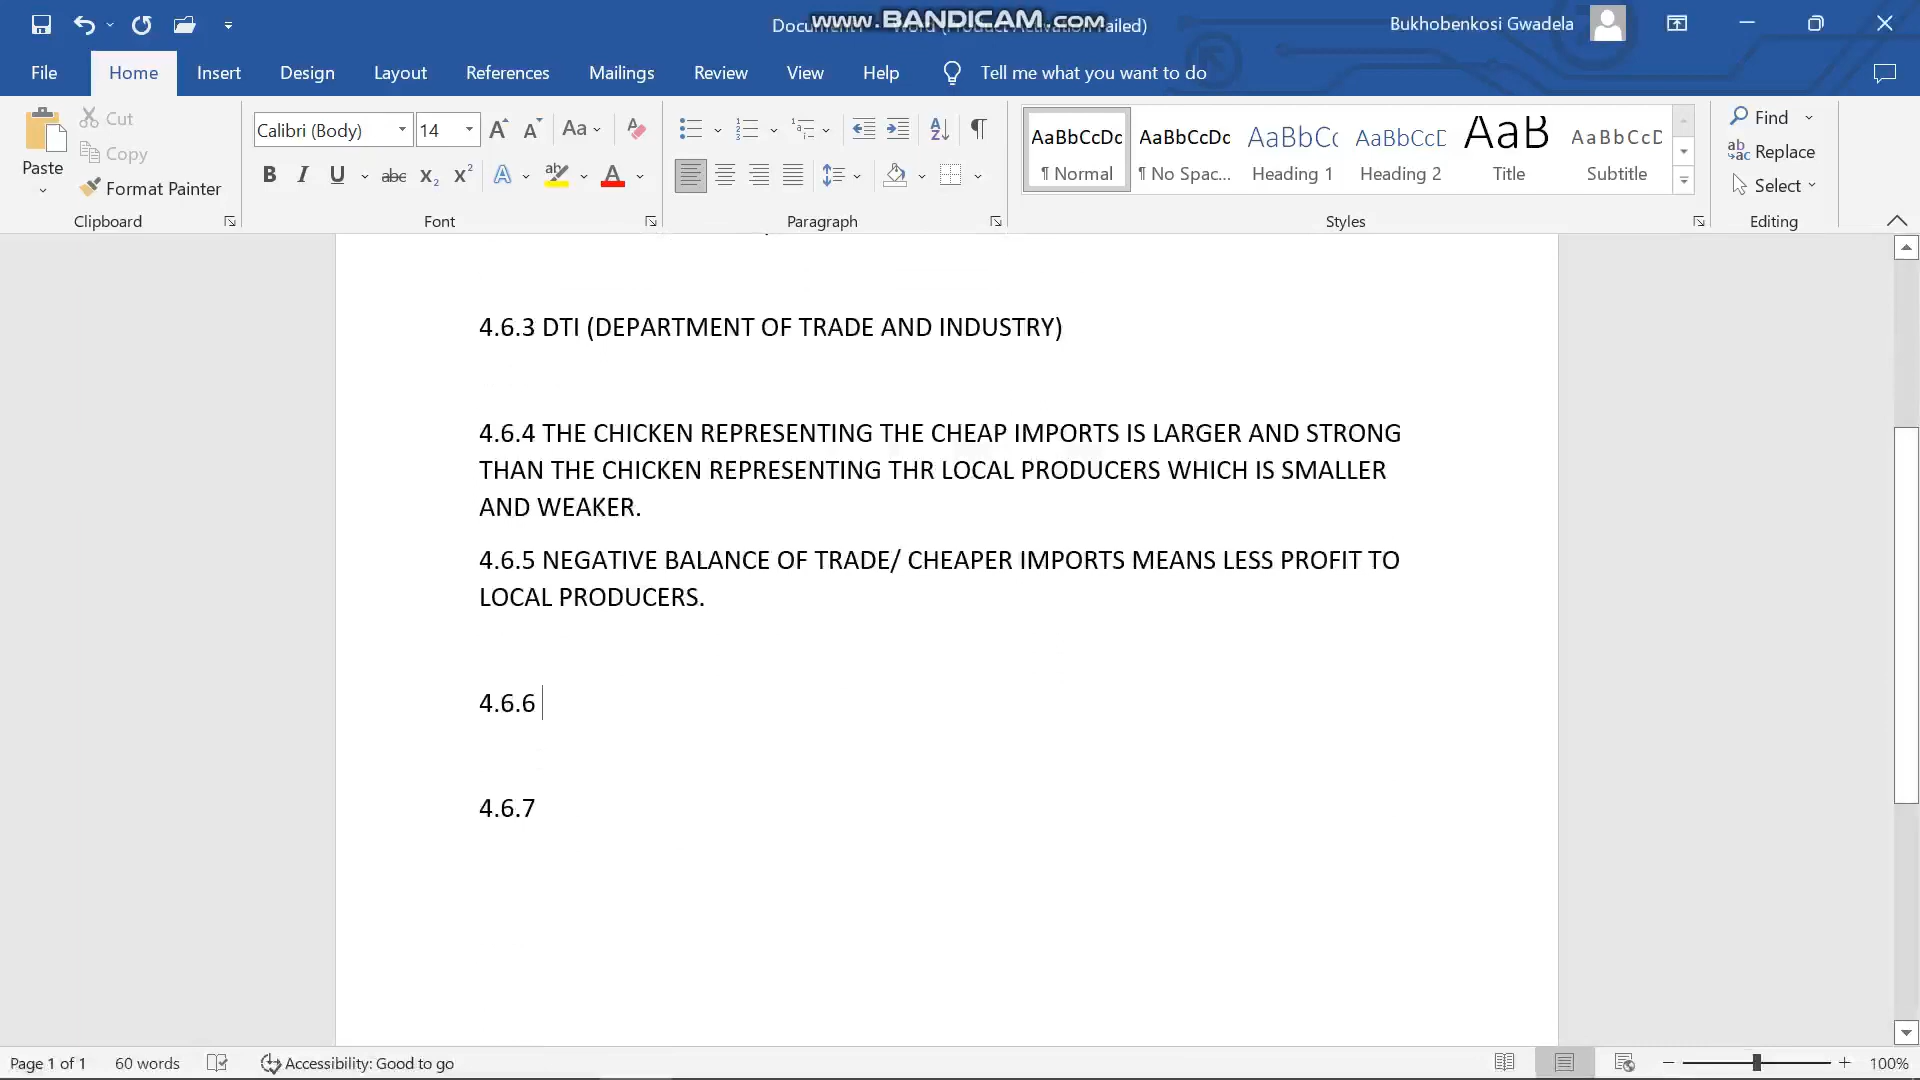 Document1 - Word (Product Activation Failed)
www.BANDICAM.com
Bukhobenkosi Gwadela
File Home Insert Design Layout References Mailings Review View Help Tell me what you want to do
Paste
Cut
Copy
Format Painter
Clipboard
Calibri (Body) 14
Font
Paragraph
AaBbCcDc AaBbCcDc AaBbCc AaBbCcD AaB AaBbCcD
¶ Normal ¶ No Spac... Heading 1 Heading 2 Title Subtitle
Styles
Find
Replace
Select
Editing
4.6.3 DTI (DEPARTMENT OF TRADE AND INDUSTRY)
4.6.4 THE CHICKEN REPRESENTING THE CHEAP IMPORTS IS LARGER AND STRONG
THAN THE CHICKEN REPRESENTING THR LOCAL PRODUCERS WHICH IS SMALLER
AND WEAKER.
4.6.5 NEGATIVE BALANCE OF TRADE/ CHEAPER IMPORTS MEANS LESS PROFIT TO
LOCAL PRODUCERS.
4.6.6
4.6.7
Page 1 of 1 60 words Accessibility: Good to go 100%